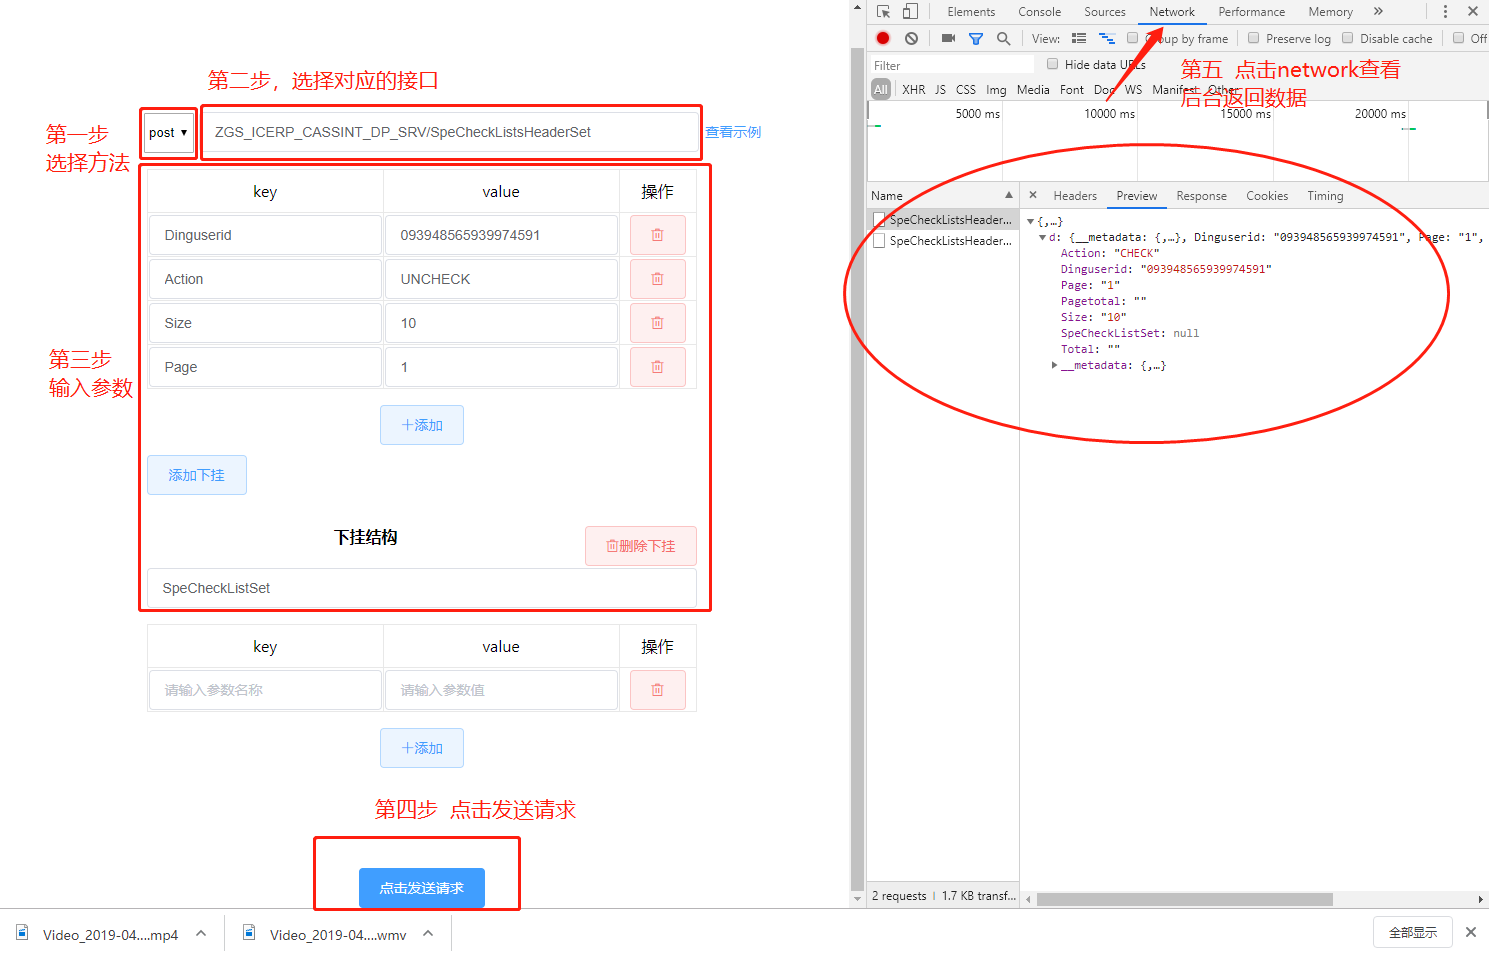 第二步，选择对应的接口
第一步
选择方法
post ▼
ZGS_ICERP_CASSINT_DP_SRV/SpeCheckListsHeaderSet
查看示例
key value 操作
Dinguserid 093948565939974591
Action UNCHECK
Size 10
Page 1
第三步
输入参数
+添加
添加下挂
下挂结构
删除下挂
SpeCheckListSet
key value 操作
请输入参数名称 请输入参数值
+添加
第四步 点击发送请求
点击发送请求
Elements Console Sources Network Performance Memory »
View: Group by frame Preserve log Disable cache Off
Filter Hide data URLs
All XHR JS CSS Img Media Font Doc WS Manifest Other
第五 点击network查看
后台返回数据
5000 ms 10000 ms 15000 ms 20000 ms
Name
SpeCheckListsHeader...
SpeCheckListsHeader...
× Headers Preview Response Cookies Timing
{,…}
d: {__metadata: {,…}, Dinguserid: "093948565939974591", Page: "1",
Action: "CHECK"
Dinguserid: "093948565939974591"
Page: "1"
Pagetotal: ""
Size: "10"
SpeCheckListSet: null
Total: ""
__metadata: {,…}
2 requests 1.7 KB transf...
Video_2019-04....mp4
Video_2019-04....wmv
全部显示